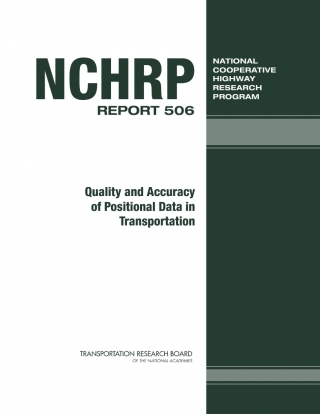 NCHRP
REPORT 506
NATIONAL
COOPERATIVE
HIGHWAY
RESEARCH
PROGRAM
Quality and Accuracy
of Positional Data in
Transportation
TRANSPORTATION RESEARCH BOARD
OF THE NATIONAL ACADEMIES